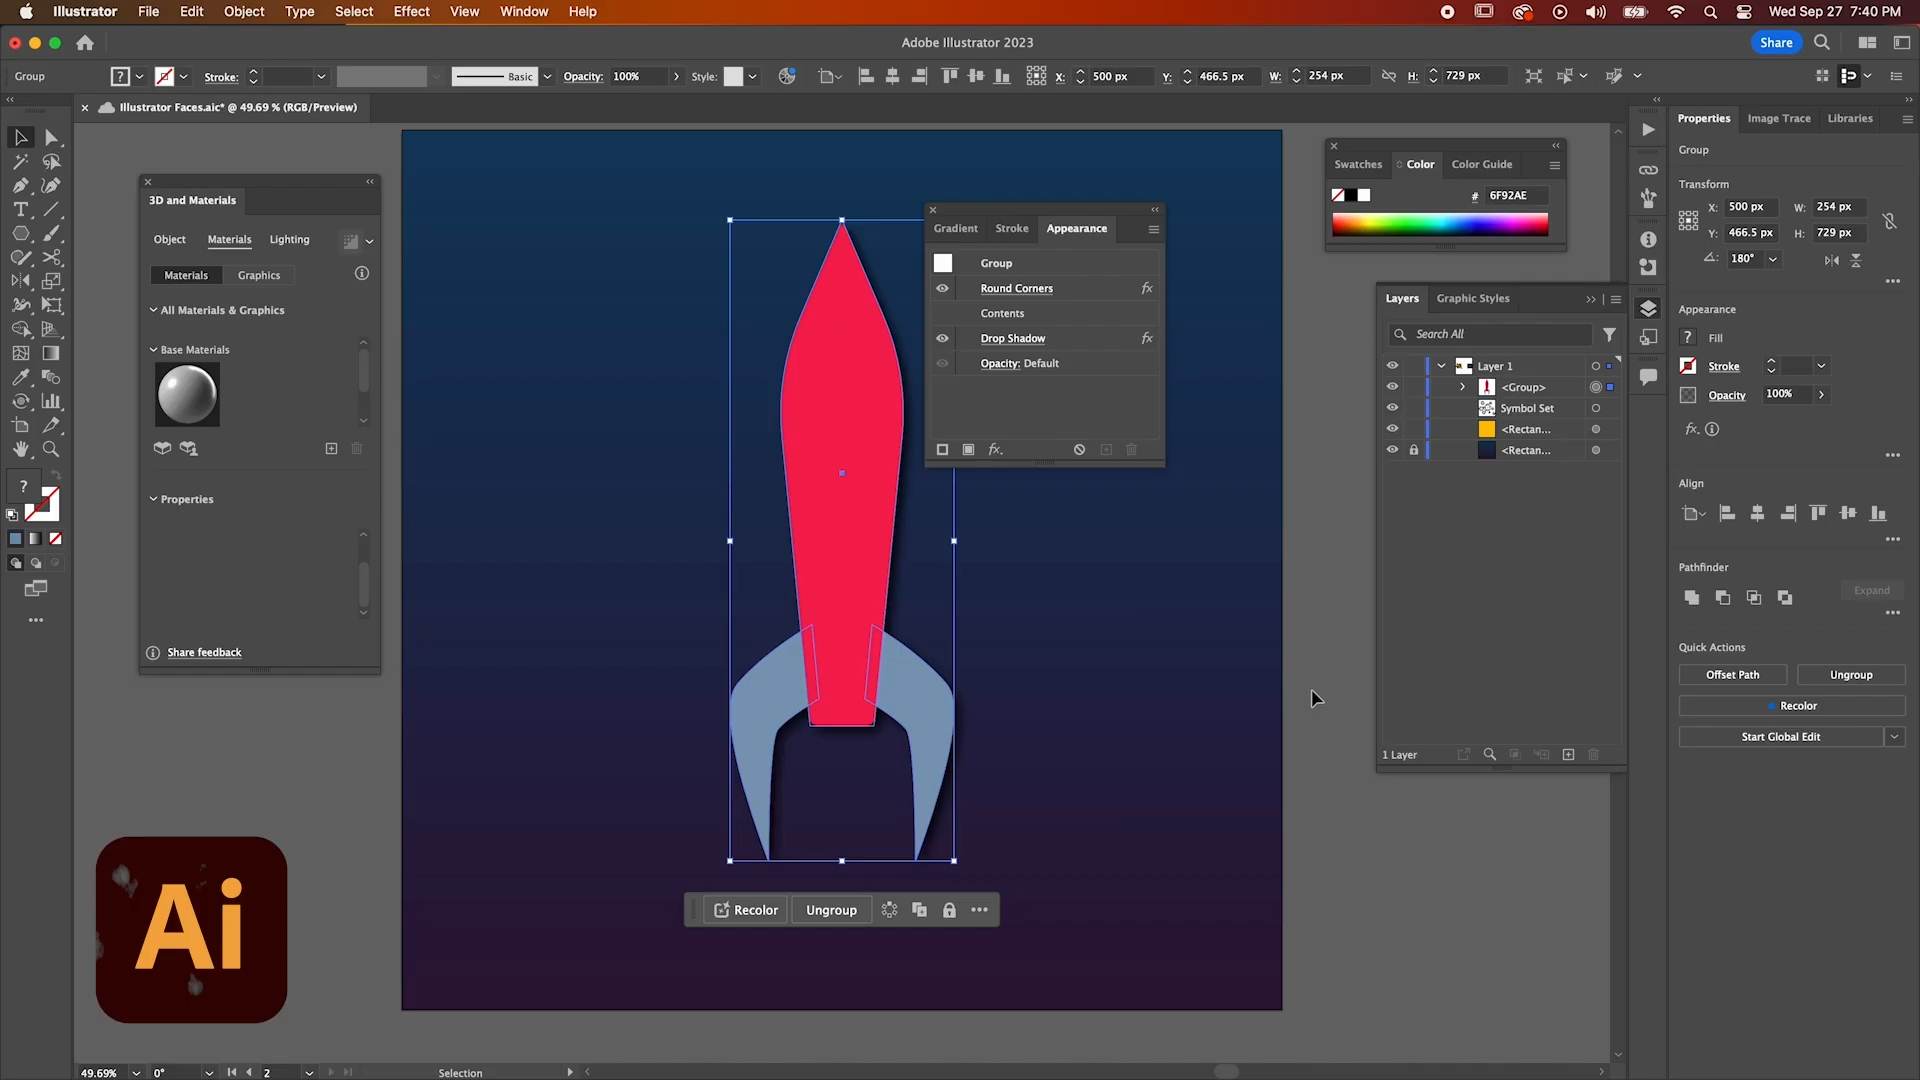 Illustrator File Edit Object Type Select Effect View Window Help Wed Sep 27 7:40 PM
Adobe Illustrator 2023 Share
Group ? Stroke: Basic Opacity: 100% Style: X: 500 px Y: 466.5 px W: 254 px H: 729 px
Illustrator Faces.aic* @ 49.69 % (RGB/Preview)
3D and Materials
Object Materials Lighting
Materials Graphics
All Materials & Graphics
Base Materials
Properties
Share feedback
?
Ai
Gradient Stroke Appearance
Group
Round Corners fx
Contents
Drop Shadow fx
Opacity: Default
fx.
Recolor Ungroup
Swatches Color Color Guide
# 6F92AE
Layers Graphic Styles
Search All
Layer 1
<Group>
Symbol Set
<Rectan...
<Rectan...
1 Layer
Properties Image Trace Libraries
Group
Transform
X: 500 px W: 254 px
Y: 466.5 px H: 729 px
180°
Appearance
? Fill
Stroke
Opacity 100%
fx.
Align
Pathfinder
Expand
Quick Actions
Offset Path Ungroup
Recolor
Start Global Edit
49.69% 0° 2 Selection